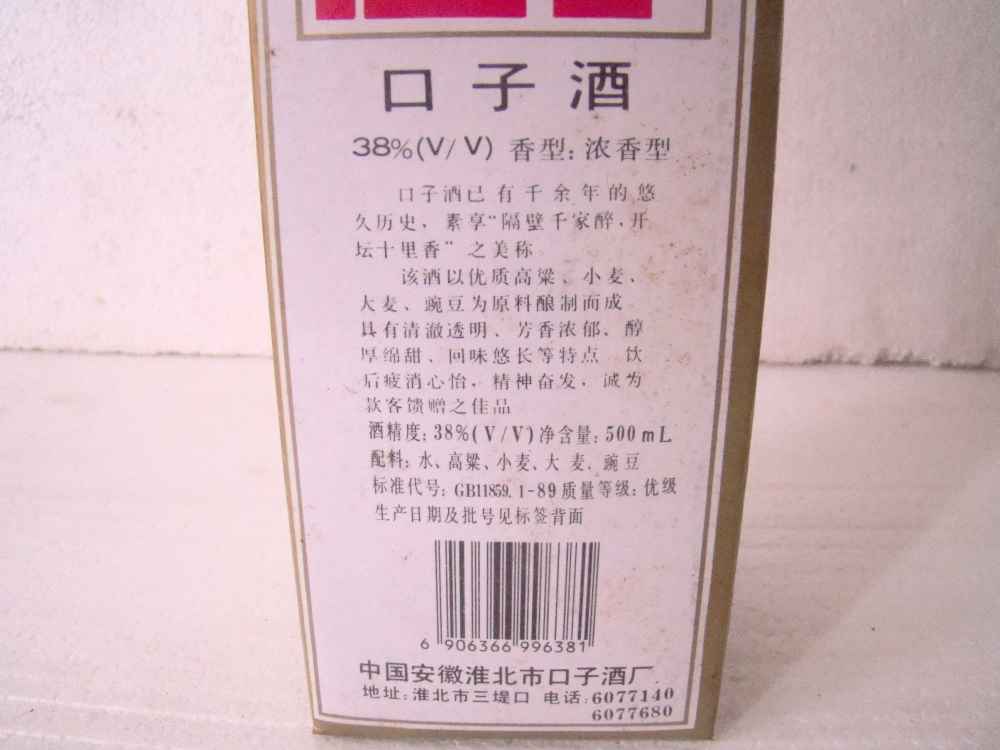 口子酒
38%(V/V) 香型: 浓香型
口子酒已有千余年的悠
久历史、素享“隔壁千家醉,开
坛十里香”之美称
该酒以优质高粱、小麦、
大麦、豌豆为原料酿制而成
具有清澈透明、芳香浓郁、醇
厚绵甜、回味悠长等特点 饮
后疲消心怡,精神奋发,诚为
款客馈赠之佳品
酒精度: 38%(V/V) 净含量: 500mL
配料: 水、高粱、小麦、大麦、豌豆
标准代号: GB11859.1-89 质量等级: 优级
生产日期及批号见标签背面
6 906366 996381
中国安徽淮北市口子酒厂
地址: 淮北市三堤口 电话: 6077140
6077680